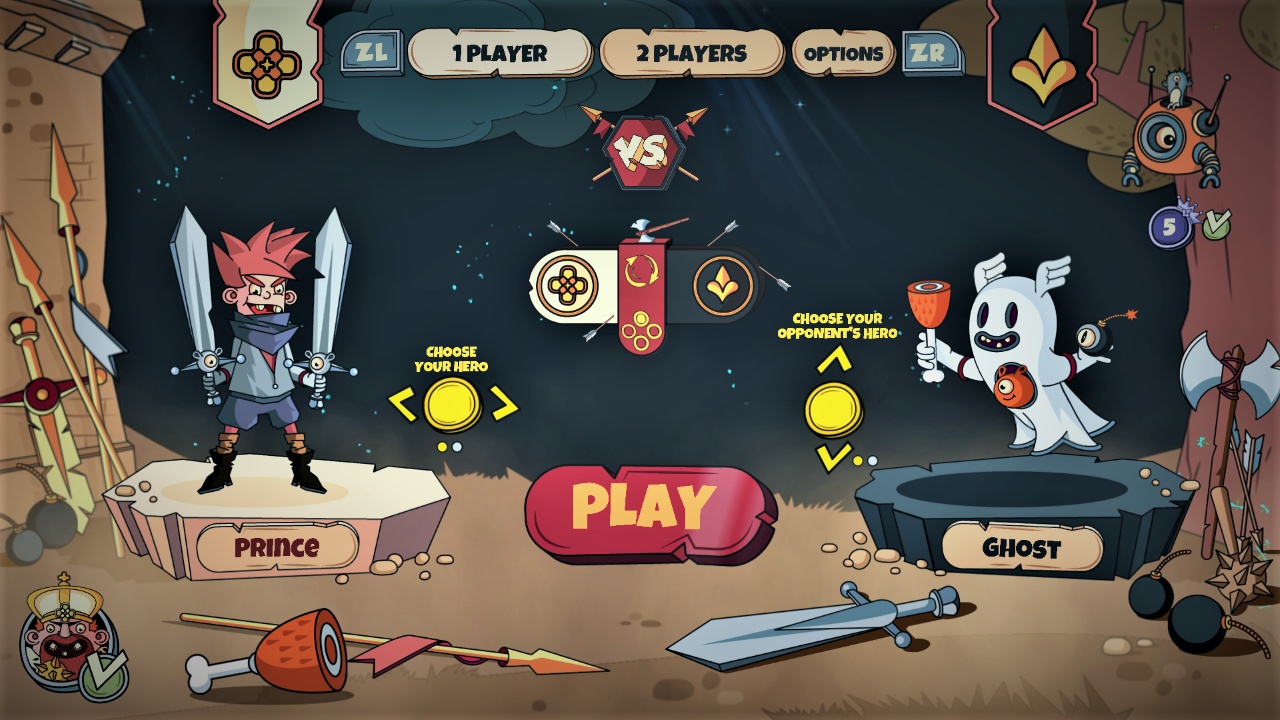 ZL
1 PLAYER
2 PLAYERS
OPTIONS
ZR
VS
5
CHOOSE YOUR
OPPONENT'S HERO
CHOOSE
YOUR HERO
PLAY
PRINCE
GHOST